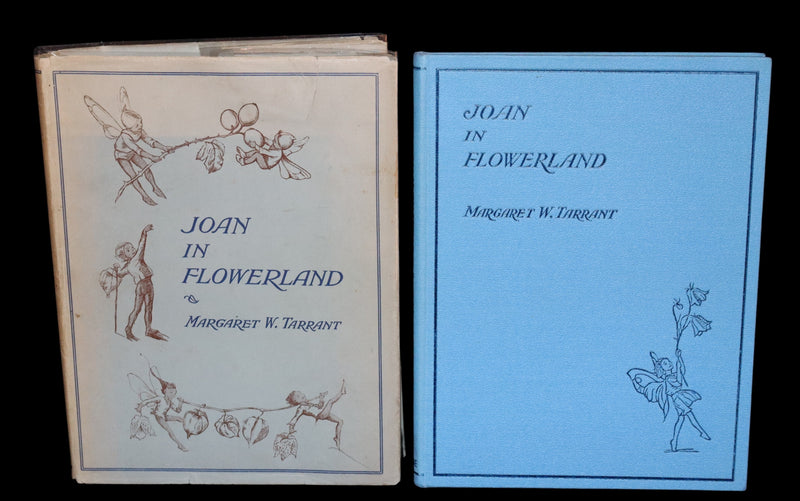 JOAN
IN
FLOWERLAND
MARGARET W. TARRANT
JOAN
IN
FLOWERLAND
MARGARET W. TARRANT